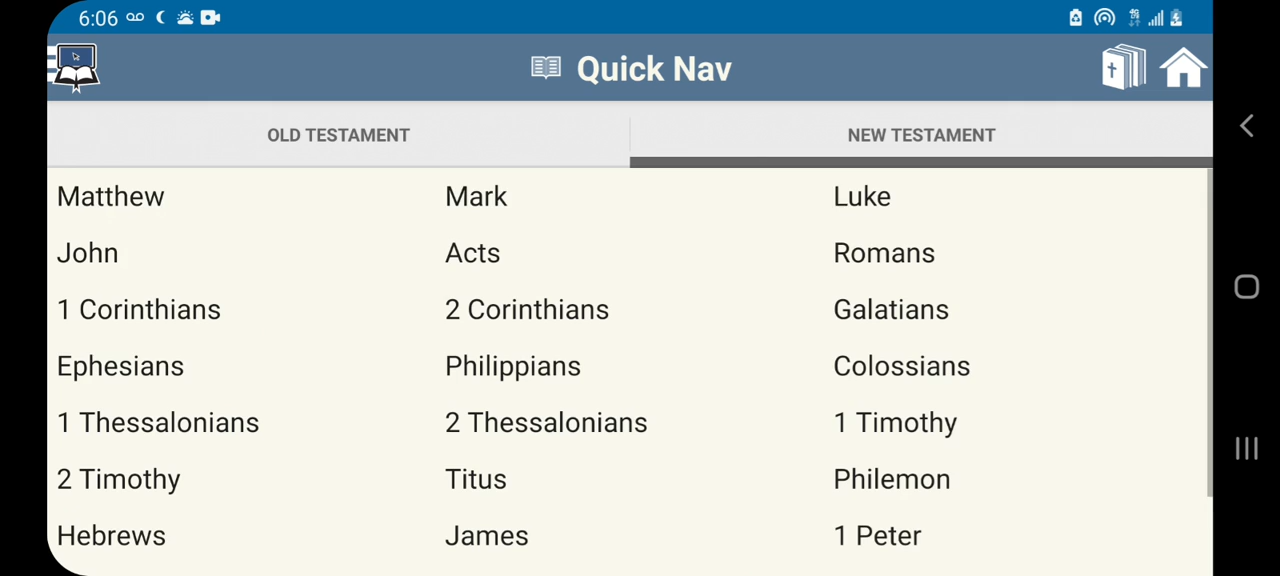 6:06
Quick Nav
OLD TESTAMENT NEW TESTAMENT
Matthew Mark Luke
John Acts Romans
1 Corinthians 2 Corinthians Galatians
Ephesians Philippians Colossians
1 Thessalonians 2 Thessalonians 1 Timothy
2 Timothy Titus Philemon
Hebrews James 1 Peter